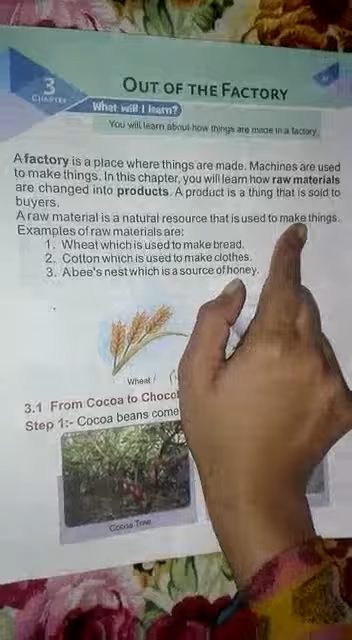 3
CHAPTER
OUT OF THE FACTORY
What will I learn?
You will learn about how things are made in a factory.
A factory is a place where things are made. Machines are used
to make things. In this chapter, you will learn how raw materials
are changed into products. A product is a thing that is sold to
buyers.
A raw material is a natural resource that is used to make things.
Examples of raw materials are:
1. Wheat which is used to make bread.
2. Cotton which is used to make clothes.
3. Abee's nest which is a source of honey.
Wheat
3.1 From Cocoa to Chocol
Step 1:- Cocoa beans come
Cocoa Tree